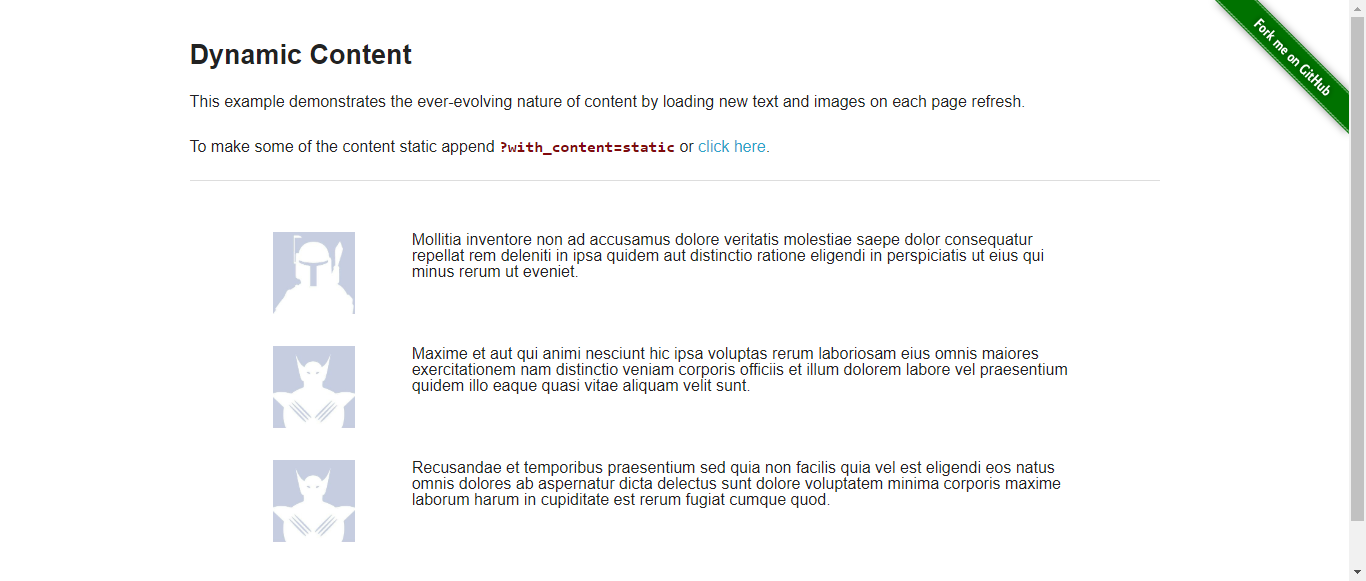 Fork me on GitHub
Dynamic Content
This example demonstrates the ever-evolving nature of content by loading new text and images on each page refresh.
To make some of the content static append ?with_content=static or click here.
Mollitia inventore non ad accusamus dolore veritatis molestiae saepe dolor consequatur
repellat rem deleniti in ipsa quidem aut distinctio ratione eligendi in perspiciatis ut eius qui
minus rerum ut eveniet.
Maxime et aut qui animi nesciunt hic ipsa voluptas rerum laboriosam eius omnis maiores
exercitationem nam distinctio veniam corporis officiis et illum dolorem labore vel praesentium
quidem illo eaque quasi vitae aliquam velit sunt.
Recusandae et temporibus praesentium sed quia non facilis quia vel est eligendi eos natus
omnis dolores ab aspernatur dicta delectus sunt dolore voluptatem minima corporis maxime
laborum harum in cupiditate est rerum fugiat cumque quod.